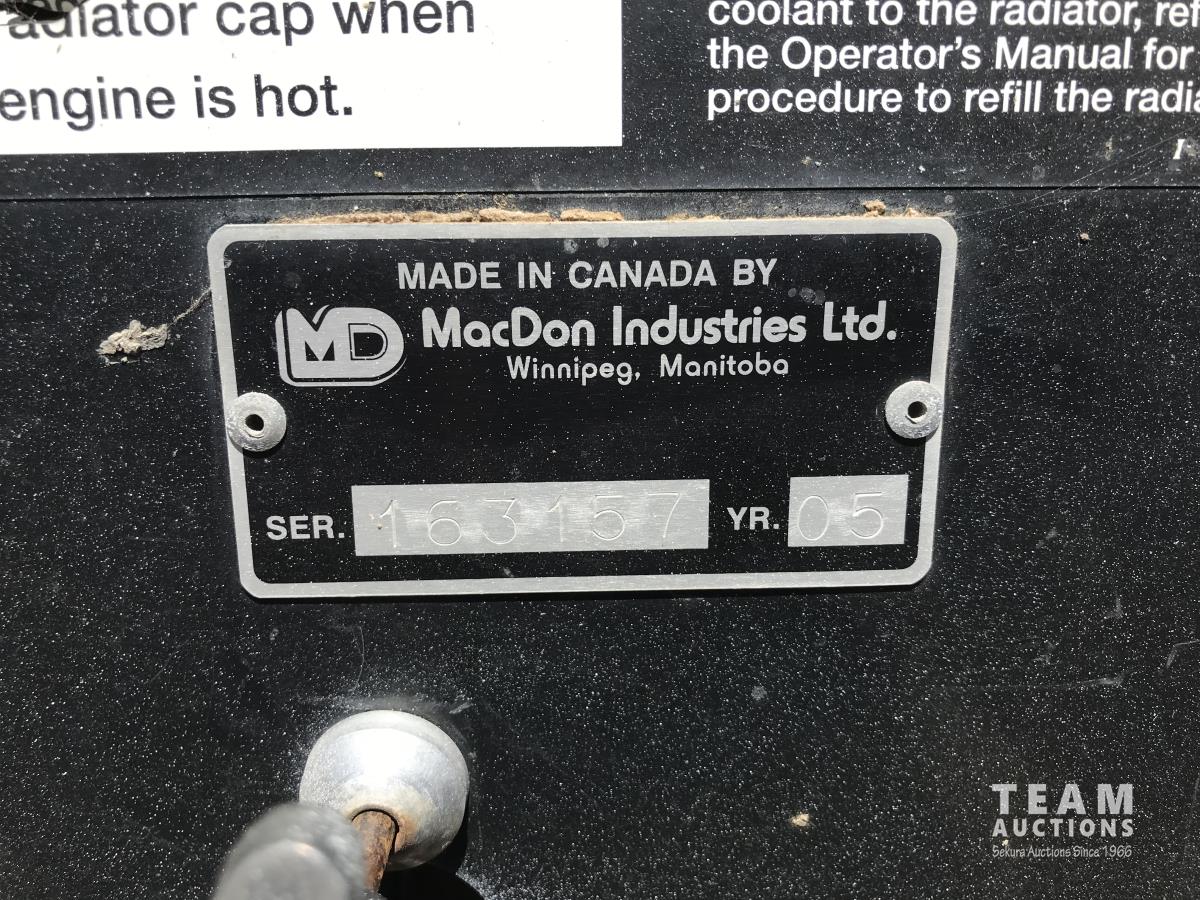 adiator cap when
engine is hot.
coolant to the radiator, ref
the Operator's Manual for
procedure to refill the radia
MADE IN CANADA BY
MD MacDon Industries Ltd.
Winnipeg, Manitoba
SER. 163157 YR. 05
TEAM
AUCTIONS
Sekura Auctions Since 1966